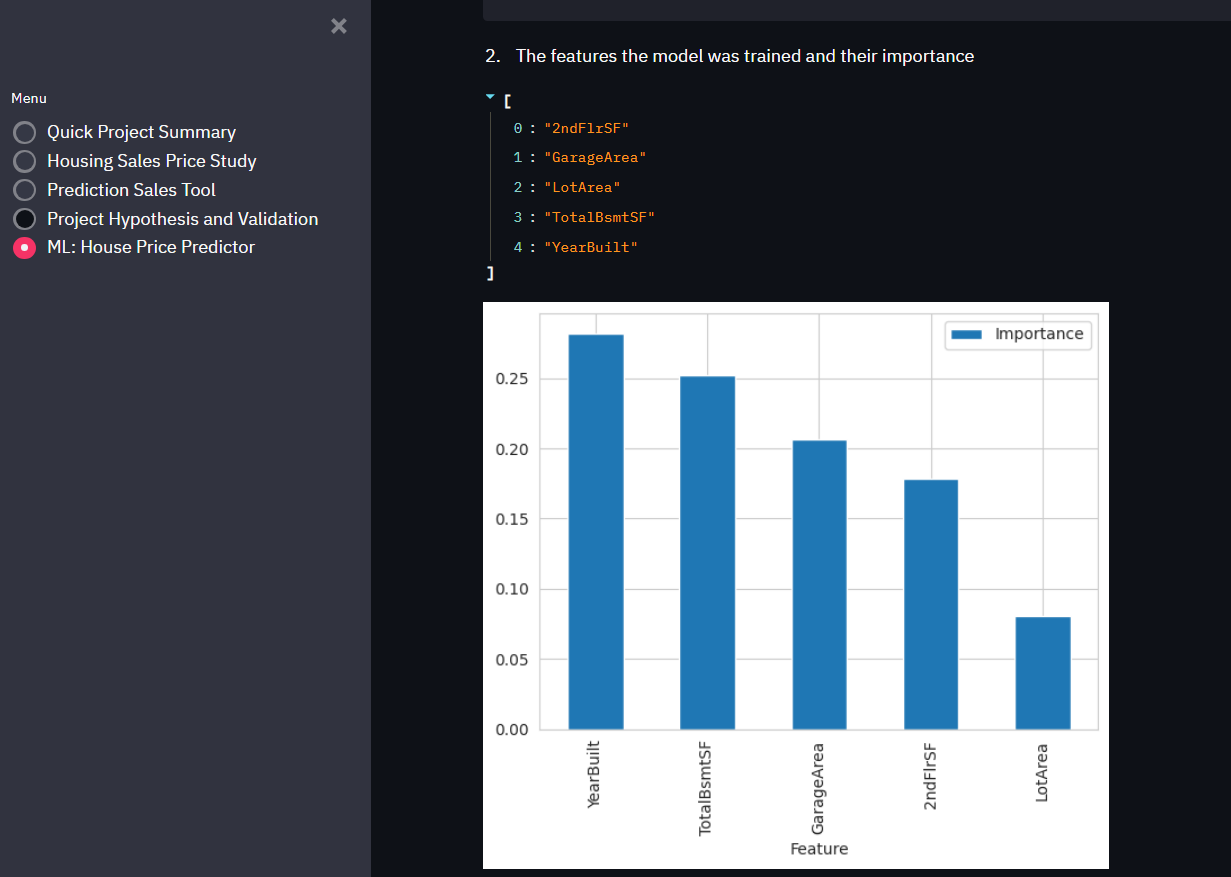 ×
Menu
Quick Project Summary
Housing Sales Price Study
Prediction Sales Tool
Project Hypothesis and Validation
ML: House Price Predictor
2. The features the model was trained and their importance
[
0 : "2ndFlrSF"
1 : "GarageArea"
2 : "LotArea"
3 : "TotalBsmtSF"
4 : "YearBuilt"
]
Importance
0.25
0.20
0.15
0.10
0.05
0.00
YearBuilt
TotalBsmtSF
GarageArea
2ndFlrSF
LotArea
Feature